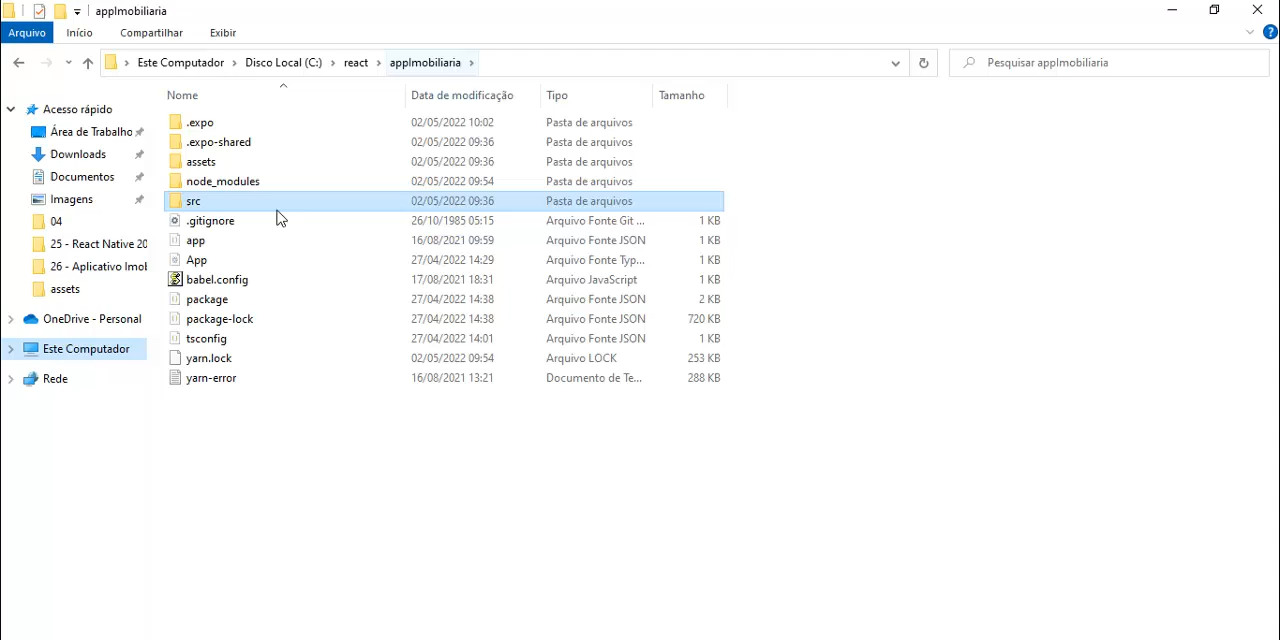 appImobiliaria
Arquivo Início Compartilhar Exibir
Este Computador Disco Local (C:) react appImobiliaria
Pesquisar appImobiliaria
Acesso rápido
Área de Trabalho
Downloads
Documentos
Imagens
04
25 - React Native 20
26 - Aplicativo Imob
assets
OneDrive - Personal
Este Computador
Rede
Nome Data de modificação Tipo Tamanho
.expo 02/05/2022 10:02 Pasta de arquivos
.expo-shared 02/05/2022 09:36 Pasta de arquivos
assets 02/05/2022 09:36 Pasta de arquivos
node_modules 02/05/2022 09:54 Pasta de arquivos
src 02/05/2022 09:36 Pasta de arquivos
.gitignore 26/10/1985 05:15 Arquivo Fonte Git ... 1 KB
app 16/08/2021 09:59 Arquivo Fonte JSON 1 KB
App 27/04/2022 14:29 Arquivo Fonte Typ... 1 KB
babel.config 17/08/2021 18:31 Arquivo JavaScript 1 KB
package 27/04/2022 14:38 Arquivo Fonte JSON 2 KB
package-lock 27/04/2022 14:38 Arquivo Fonte JSON 720 KB
tsconfig 27/04/2022 14:01 Arquivo Fonte JSON 1 KB
yarn.lock 02/05/2022 09:54 Arquivo LOCK 253 KB
yarn-error 16/08/2021 13:21 Documento de Te... 288 KB